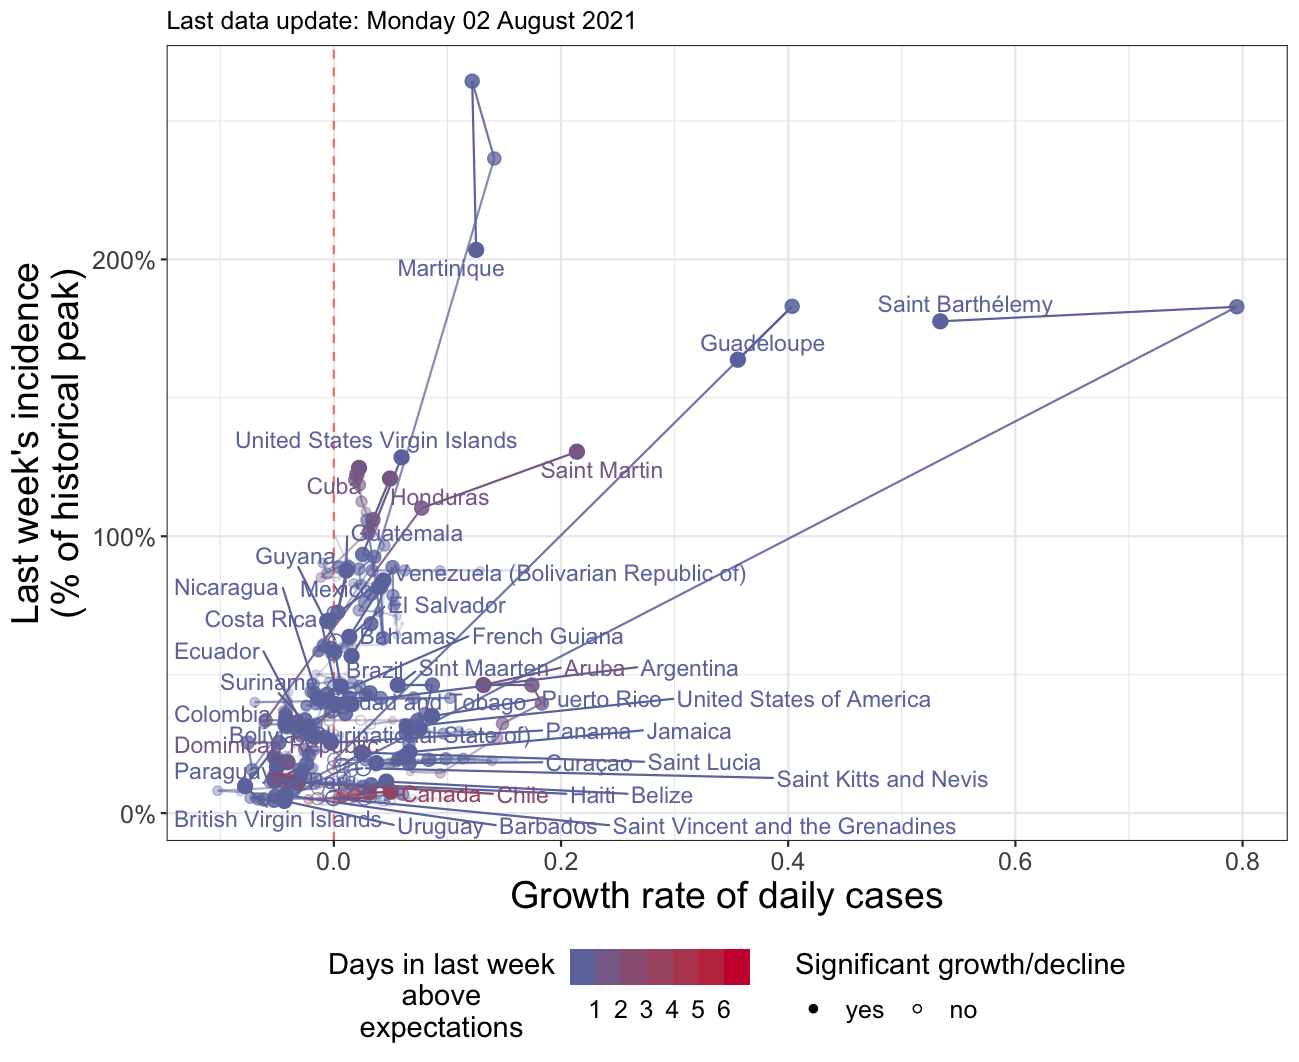 Last data update: Monday 02 August 2021
Last week's incidence
(% of historical peak)
200%
100%
0%
Martinique
Saint Barthélemy
Guadeloupe
United States Virgin Islands
Saint Martin
Cuba
Honduras
Guatemala
Guyana
Venezuela (Bolivarian Republic of)
Nicaragua
Mexico
El Salvador
Costa Rica
Bahamas
French Guiana
Ecuador
Brazil
Sint Maarten
Aruba
Argentina
Suriname
and Tobago
Puerto Rico
United States of America
Colombia
Panama
Jamaica
Dominican Republic
Curaçao
Saint Lucia
Paraguay
Peru
Saint Kitts and Nevis
Canada
Chile
Haiti
Belize
British Virgin Islands
Uruguay
Barbados
Saint Vincent and the Grenadines
0.0
0.2
0.4
0.6
0.8
Growth rate of daily cases
Days in last week
above
expectations
1 2 3 4 5 6
Significant growth/decline
yes
no